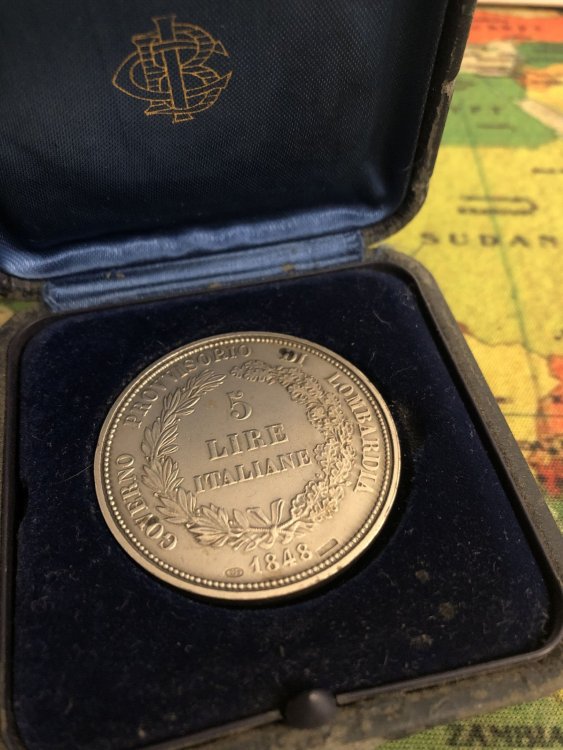 SUDAN
GOVERNO PROVVISORIO DI LOMBARDIA
5
LIRE
ITALIANE
1848